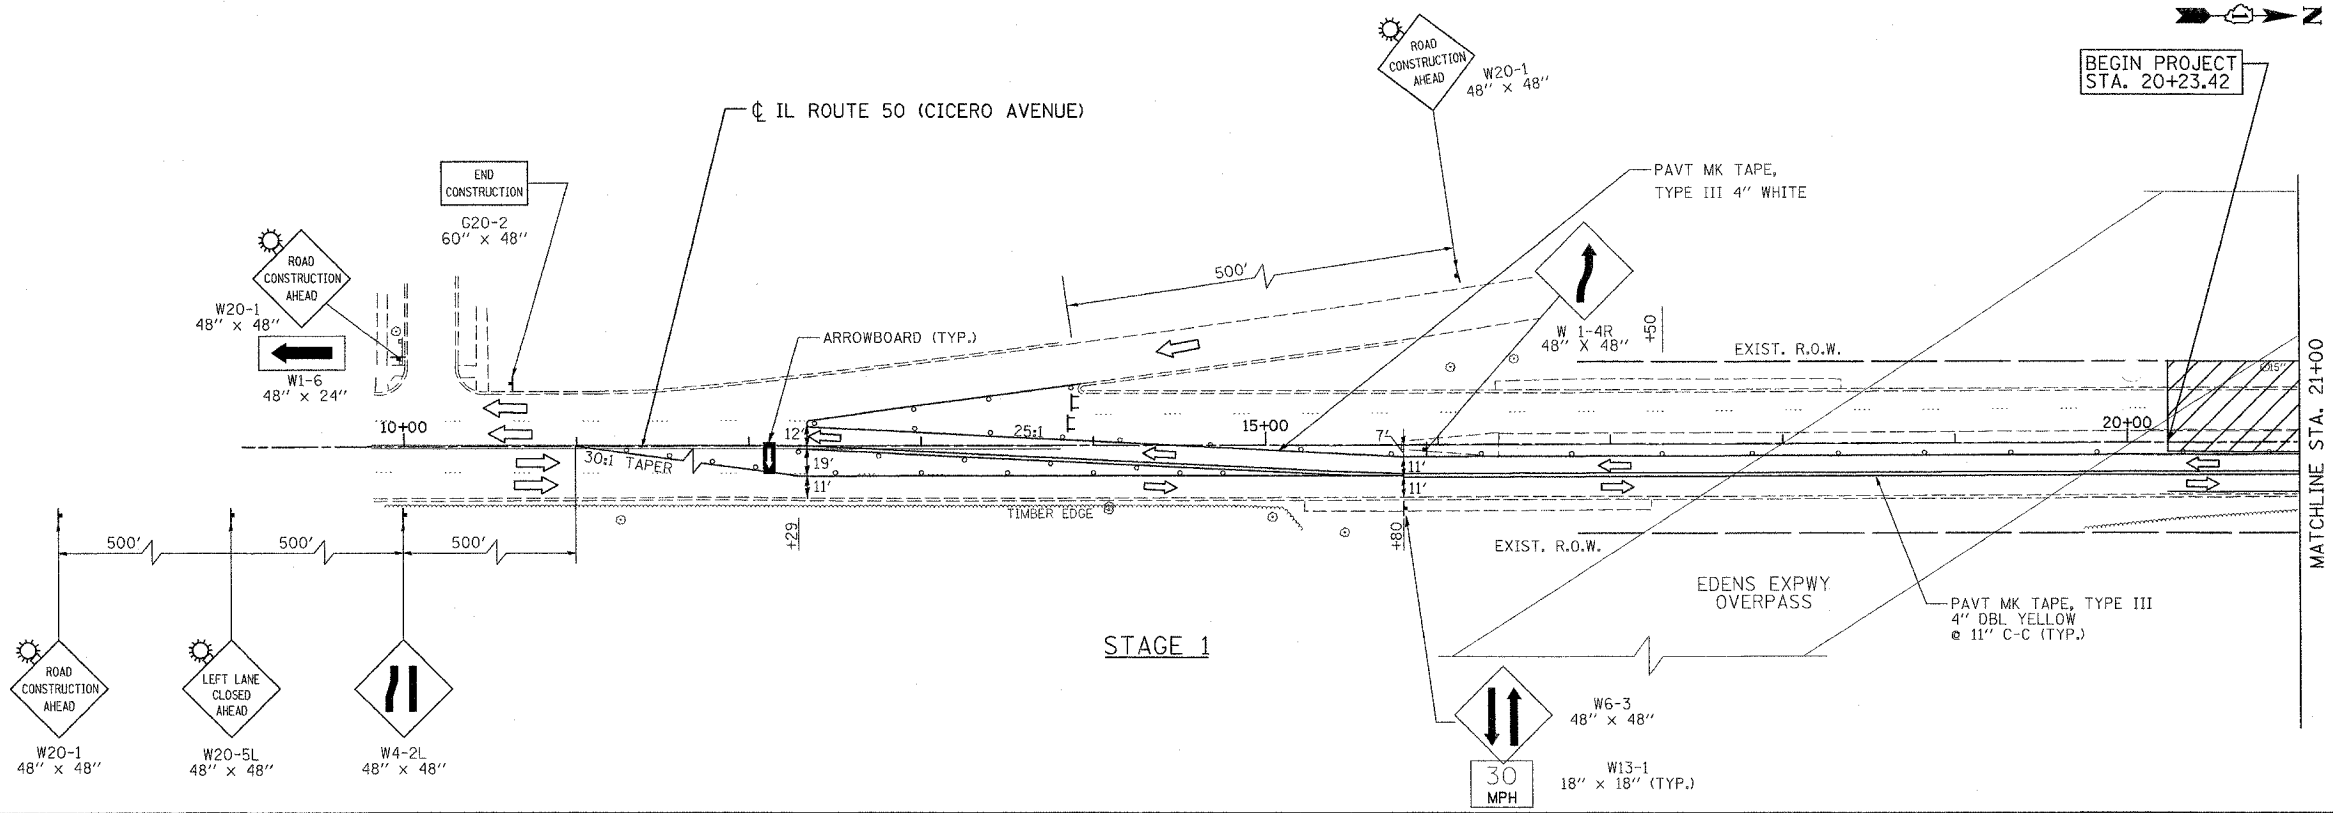 N
BEGIN PROJECT
STA. 20+23.42
ROAD
CONSTRUCTION
AHEAD
W20-1
48" X 48"
℄ IL ROUTE 50 (CICERO AVENUE)
PAVT MK TAPE,
TYPE III 4" WHITE
END
CONSTRUCTION
G20-2
60" X 48"
ROAD
CONSTRUCTION
AHEAD
W20-1
48" X 48"
W1-6
48" X 24"
500'
W 1-4R
48" X 48"
+50
ARROWBOARD (TYP.)
EXIST. R.O.W.
15"
MATCHLINE STA. 21+00
10+00
12'
25:1
15+00
7'
20+00
30:1 TAPER
19'
11'
11'
11'
TIMBER EDGE
+29
+80
EXIST. R.O.W.
500'
500'
500'
EDENS EXPWY
OVERPASS
PAVT MK TAPE, TYPE III
4" DBL YELLOW
@ 11" C-C (TYP.)
STAGE 1
ROAD
CONSTRUCTION
AHEAD
W20-1
48" X 48"
LEFT LANE
CLOSED
AHEAD
W20-5L
48" X 48"
W4-2L
48" X 48"
W6-3
48" X 48"
30
MPH
W13-1
18" X 18" (TYP.)